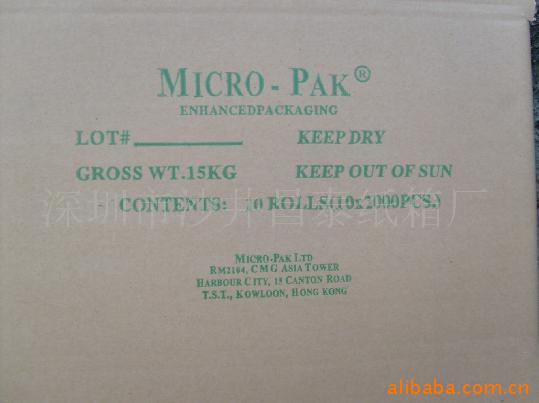 MICRO-PAK®
ENHANCEDPACKAGING
LOT# KEEP DRY
GROSS WT.15KG KEEP OUT OF SUN
深圳市沙井昌泰纸箱厂
CONTENTS: 10 ROLLS(10x2000PCS.)
MICRO-PAK LTD
RM2104, CMG ASIA TOWER
HARBOUR CITY, 15 CANTON ROAD
T.S.T., KOWLOON, HONG KONG
alibaba.com.cn